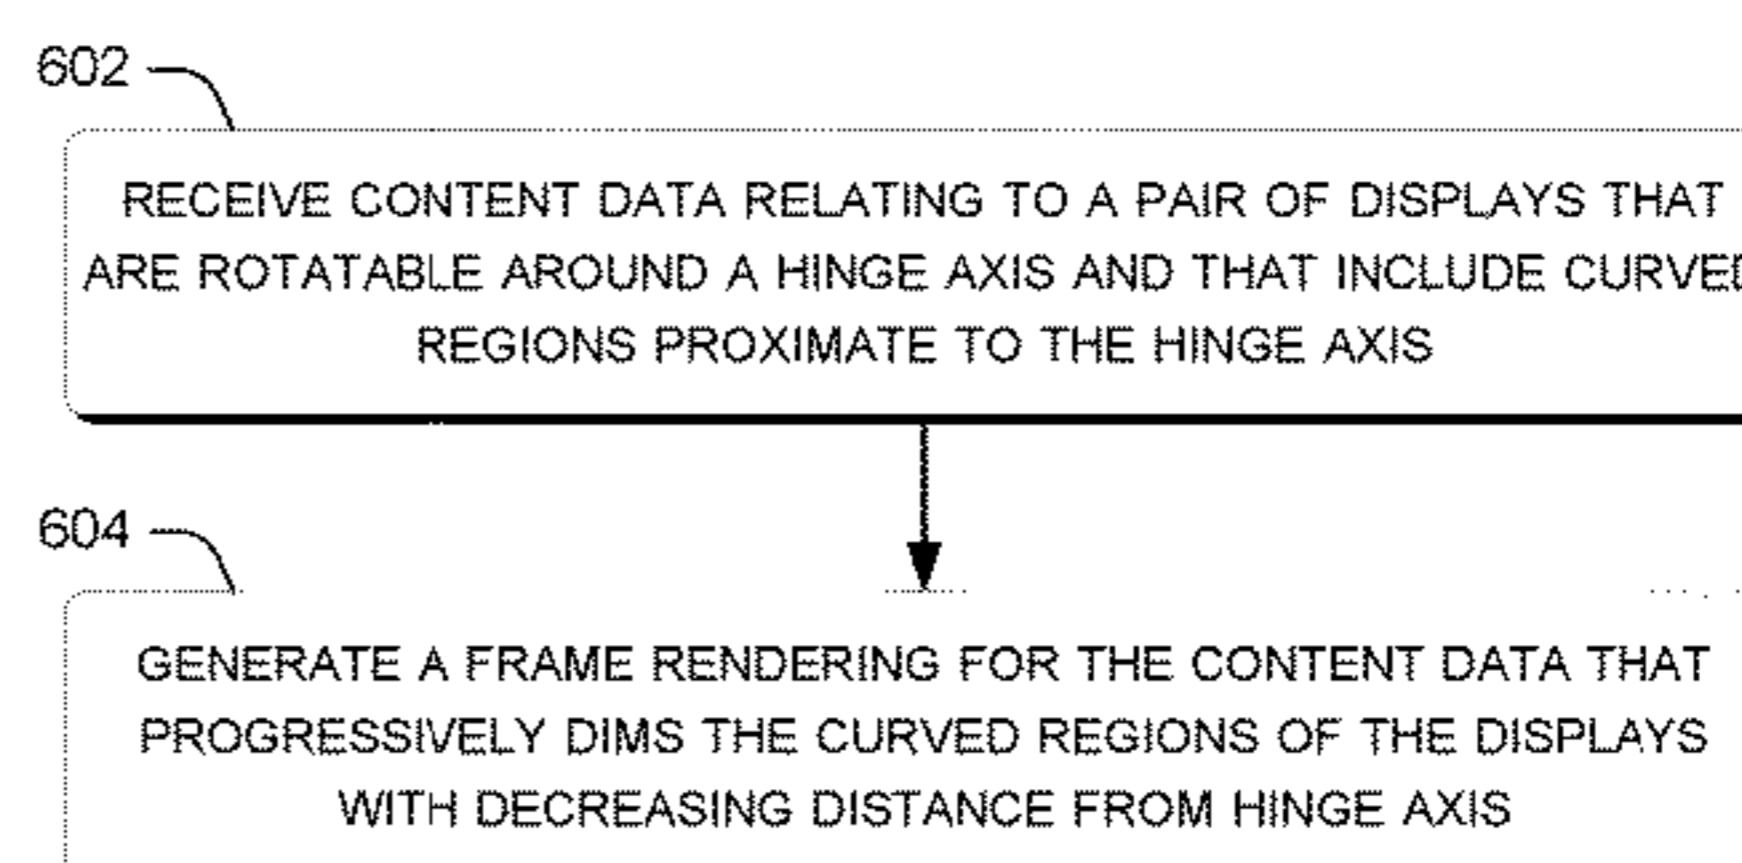 602
RECEIVE CONTENT DATA RELATING TO A PAIR OF DISPLAYS THAT
ARE ROTATABLE AROUND A HINGE AXIS AND THAT INCLUDE CURVED
REGIONS PROXIMATE TO THE HINGE AXIS
604
GENERATE A FRAME RENDERING FOR THE CONTENT DATA THAT
PROGRESSIVELY DIMS THE CURVED REGIONS OF THE DISPLAYS
WITH DECREASING DISTANCE FROM HINGE AXIS